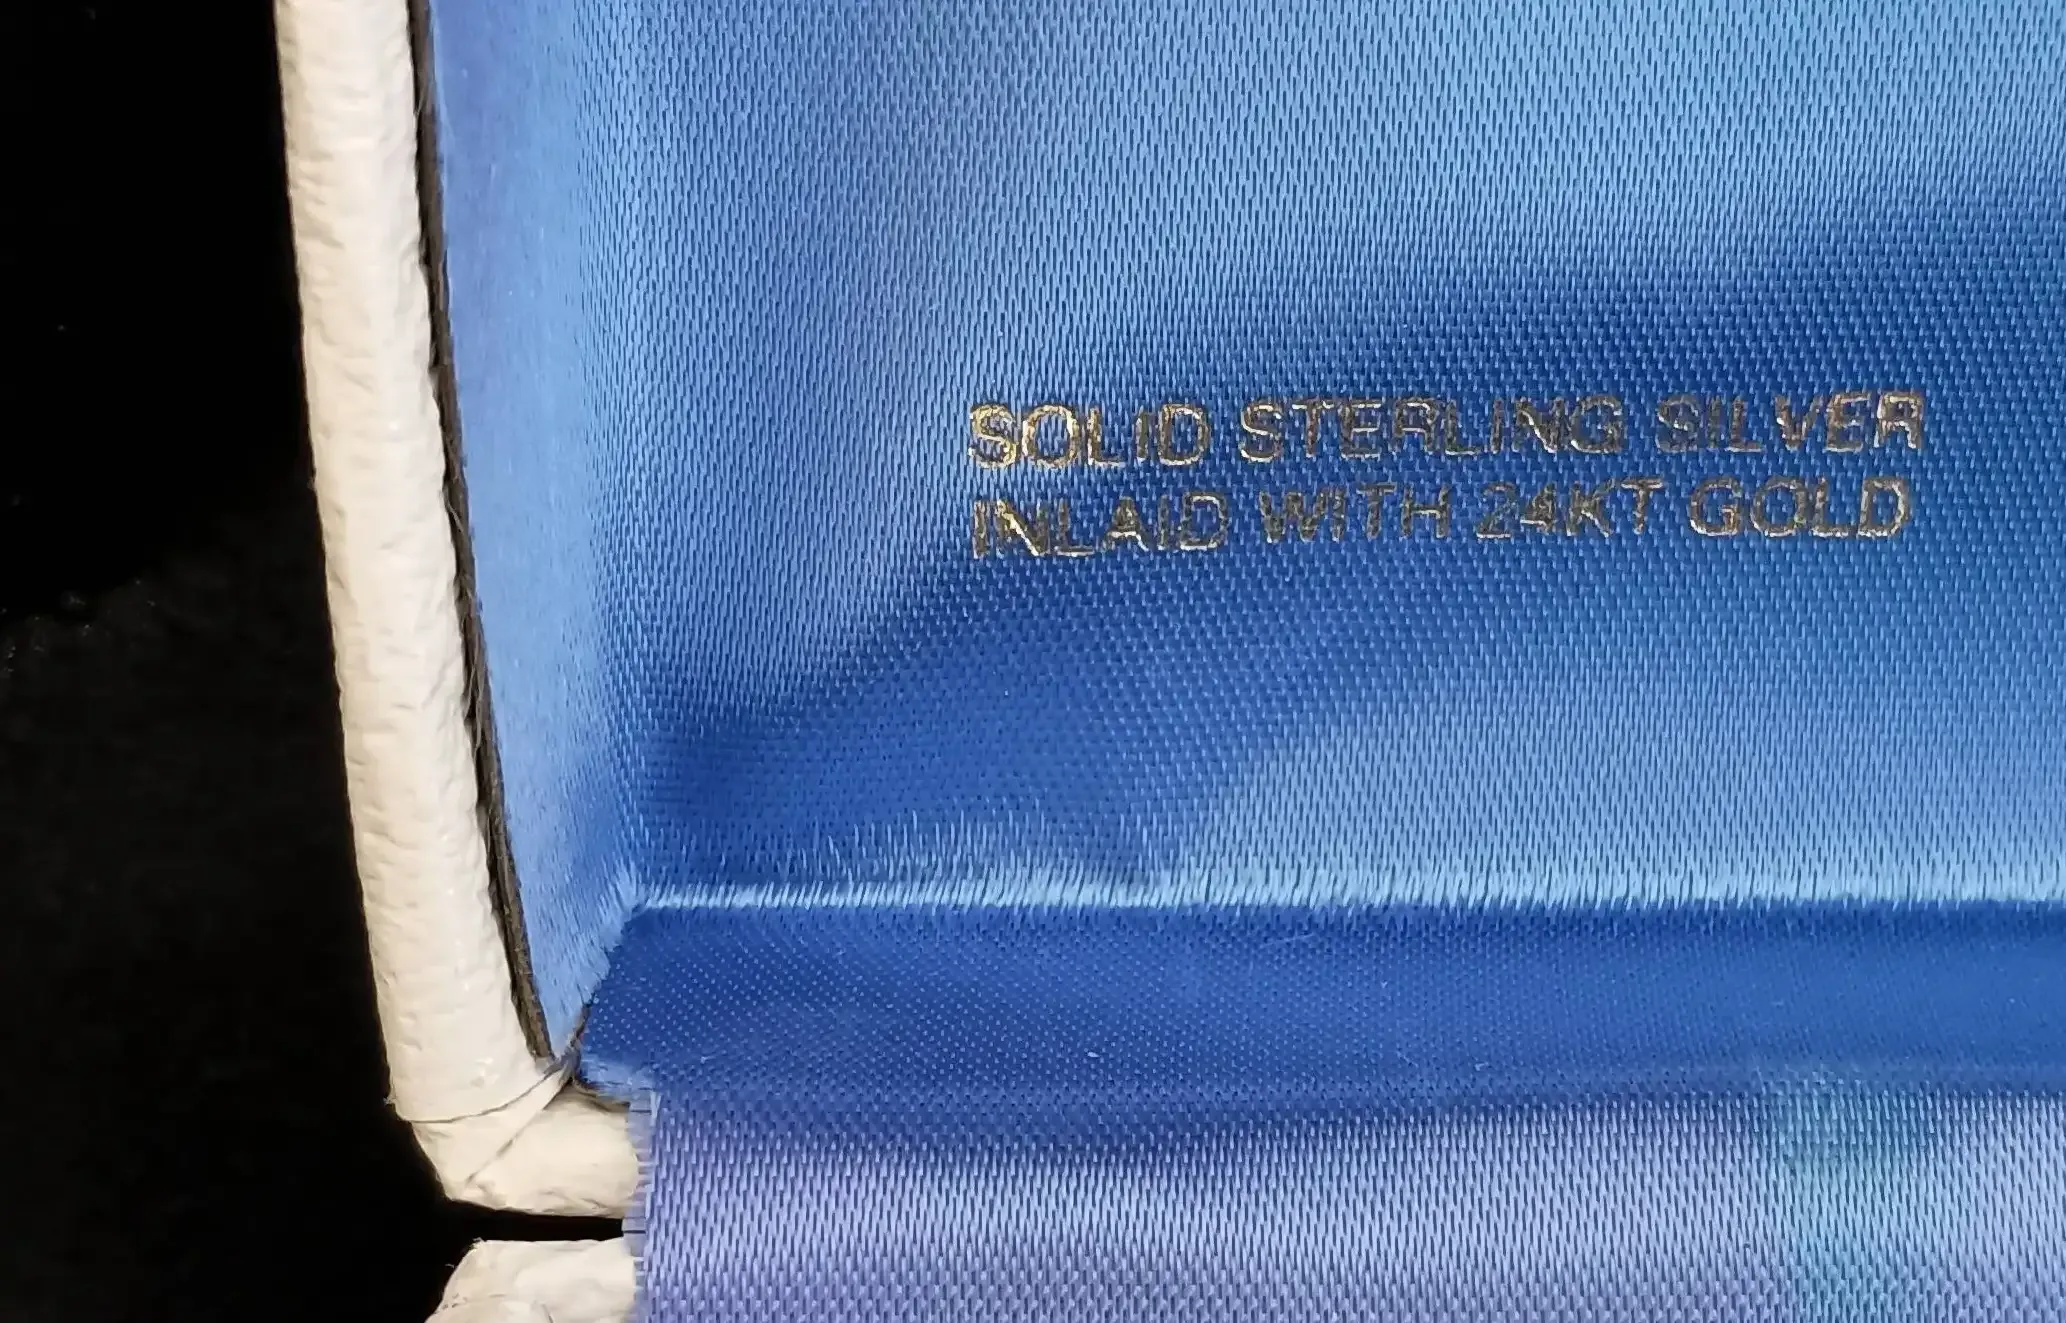 SOLID STERLING SILVER
INLAID WITH 24KT GOLD